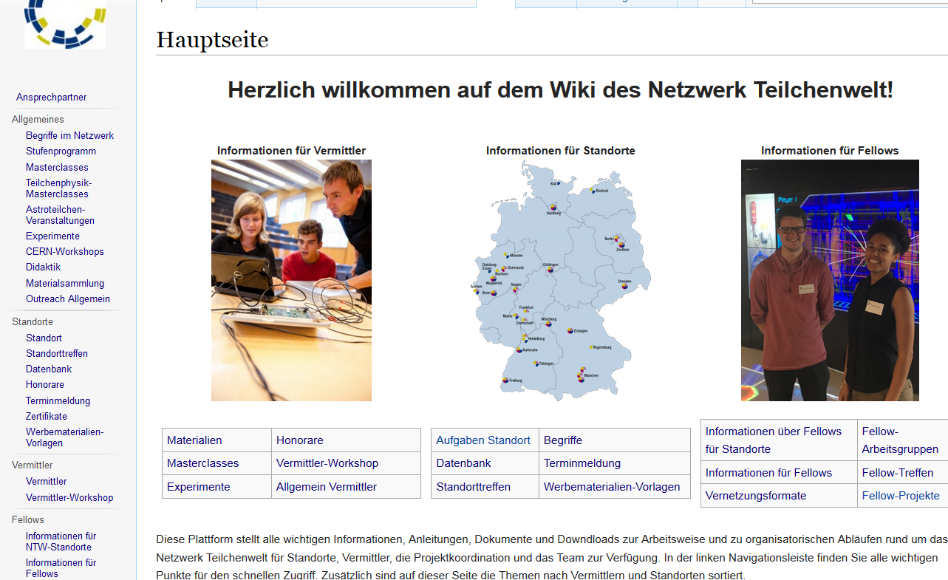 Hauptseite
Herzlich willkommen auf dem Wiki des Netzwerk Teilchenwelt!
Ansprechpartner
Allgemeines
Begriffe im Netzwerk
Stufenprogramm
Masterclasses
Teilchenphysik-
Masterclasses
Astroteilchen-
Veranstaltungen
Experimente
CERN-Workshops
Didaktik
Materialsammlung
Outreach Allgemein
Standorte
Standort
Standorttreffen
Datenbank
Honorare
Terminmeldung
Zertifikate
Werbematerialien-
Vorlagen
Vermittler
Vermittler
Vermittler-Workshop
Fellows
Informationen für
NTW-Standorte
Informationen für
Fellows
Informationen für Vermittler
Informationen für Standorte
Informationen für Fellows
Player 1
Hamburg
Rostock
Münster
Dortmund
Göttingen
Dresden
Siegen
Frankfurt
Mainz
Würzburg
Erlangen
Heidelberg
Karlsruhe
Regensburg
Tübingen
Freiburg
München
Materialien Honorare
Masterclasses Vermittler-Workshop
Experimente Allgemein Vermittler
Aufgaben Standort Begriffe
Datenbank Terminmeldung
Standorttreffen Werbematerialien-Vorlagen
Informationen über Fellows
für Standorte
Fellow-
Arbeitsgruppen
Informationen für Fellows Fellow-Treffen
Vernetzungsformate Fellow-Projekte
Diese Plattform stellt alle wichtigen Informationen, Anleitungen, Dokumente und Downdloads zur Arbeitsweise und zu organisatorischen Abläufen rund um das
Netzwerk Teilchenwelt für Standorte, Vermittler, die Projektkoordination und das Team zur Verfügung. In der linken Navigationsleiste finden Sie alle wichtigen
Punkte für den schnellen Zugriff. Zusätzlich sind auf dieser Seite die Themen nach Vermittlern und Standorten sortiert.